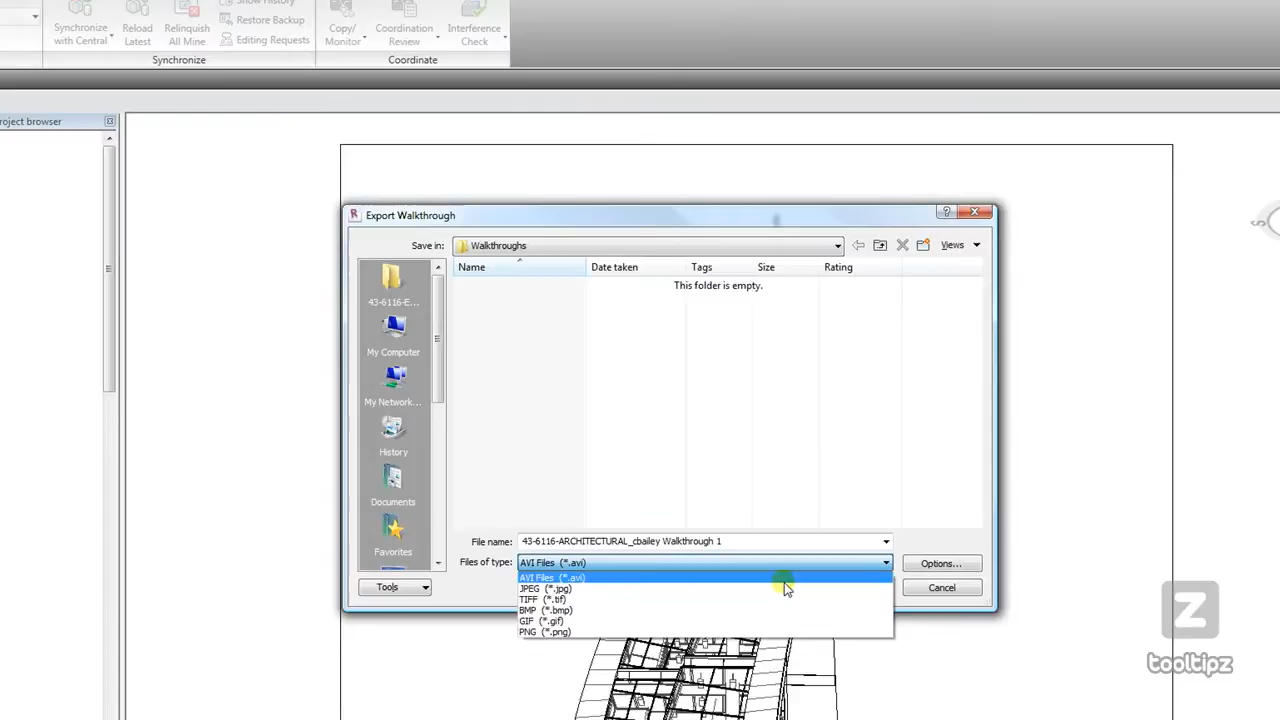 Show History
Synchronize with Central
Reload Latest
Relinquish All Mine
Restore Backup
Editing Requests
Copy/ Monitor
Coordination Review
Interference Check
Synchronize
Coordinate
roject browser
Export Walkthrough
Save in:
Walkthroughs
Views
Name
Date taken
Tags
Size
Rating
This folder is empty.
43-6116-E...
My Computer
My Network...
History
Documents
Favorites
File name:
43-6116-ARCHITECTURAL_cbailey Walkthrough 1
Files of type:
AVI Files (*.avi)
Options...
AVI Files (*.avi)
JPEG (*.jpg)
TIFF (*.tif)
BMP (*.bmp)
GIF (*.gif)
PNG (*.png)
Tools
Cancel
S
Z
tooltipz